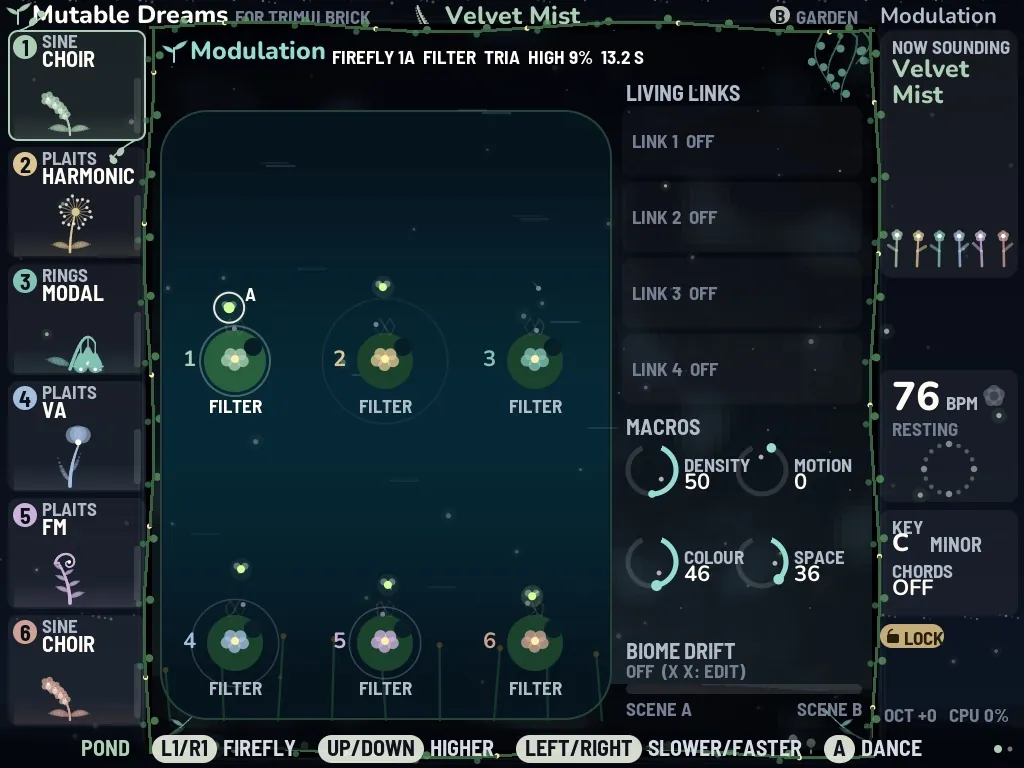 Mutable Dreams FOR TRIMUI BRICK
Velvet Mist
B GARDEN
Modulation
1 SINE
CHOIR
2 PLAITS
HARMONIC
3 RINGS
MODAL
4 PLAITS
VA
5 PLAITS
FM
6 SINE
CHOIR
Modulation FIREFLY 1A FILTER TRIA HIGH 9% 13.2 S
A
1
FILTER
2
FILTER
3
FILTER
4
FILTER
5
FILTER
6
FILTER
LIVING LINKS
LINK 1 OFF
LINK 2 OFF
LINK 3 OFF
LINK 4 OFF
MACROS
DENSITY
50
MOTION
0
COLOUR
46
SPACE
36
BIOME DRIFT
OFF (X X: EDIT)
SCENE A
SCENE B
NOW SOUNDING
Velvet
Mist
76 BPM
RESTING
KEY
C MINOR
CHORDS
OFF
LOCK
OCT +0 CPU 0%
POND L1/R1 FIREFLY UP/DOWN HIGHER LEFT/RIGHT SLOWER/FASTER A DANCE